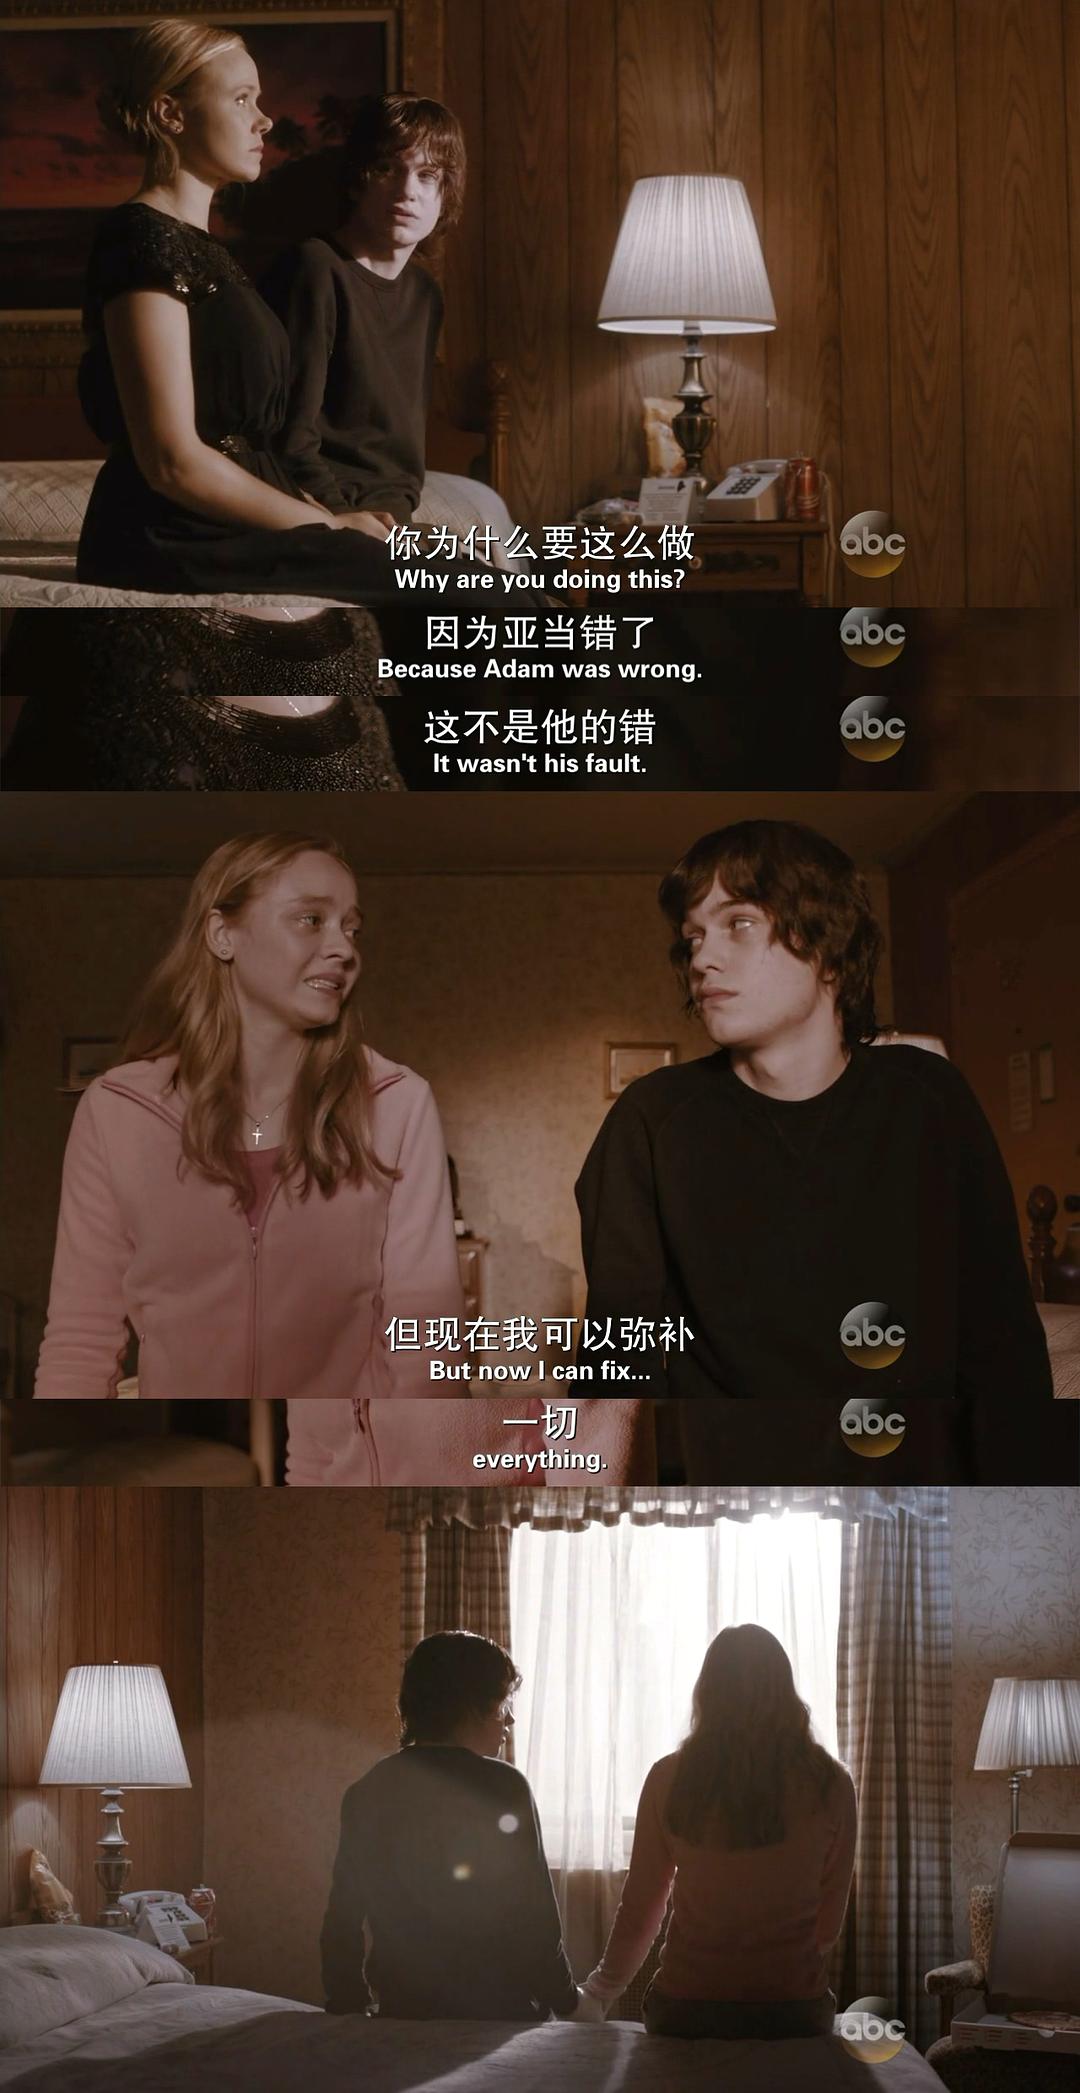 你为什么要这么做
Why are you doing this?
abc
因为亚当错了
Because Adam was wrong.
abc
这不是他的错
It wasn't his fault.
abc
但现在我可以弥补
But now I can fix...
abc
一切
everything.
abc
abc